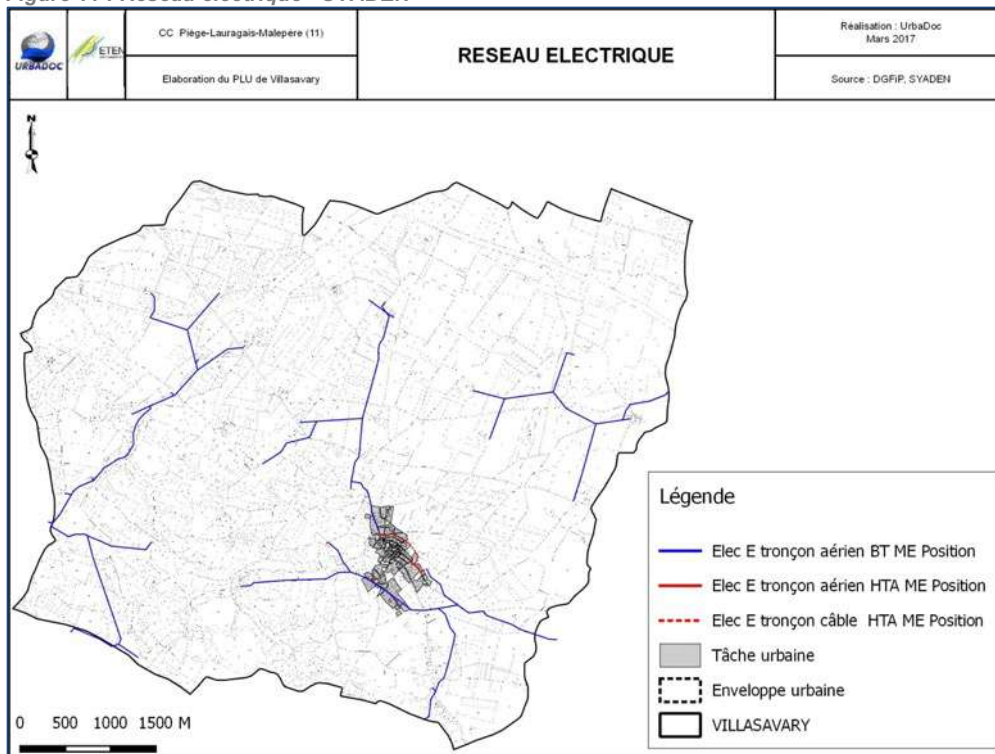 URBADOC
ETEN
CC Piège-Lauragais-Malepère (11)
Elaboration du PLU de Villasavary
RESEAU ELECTRIQUE
Réalisation : UrbaDoc
Mars 2017
Source : DGFiP, SYADEN
N
Légende
Elec E tronçon aérien BT ME Position
Elec E tronçon aérien HTA ME Position
Elec E tronçon câble HTA ME Position
Tâche urbaine
Enveloppe urbaine
VILLASAVARY
0 500 1000 1500 M